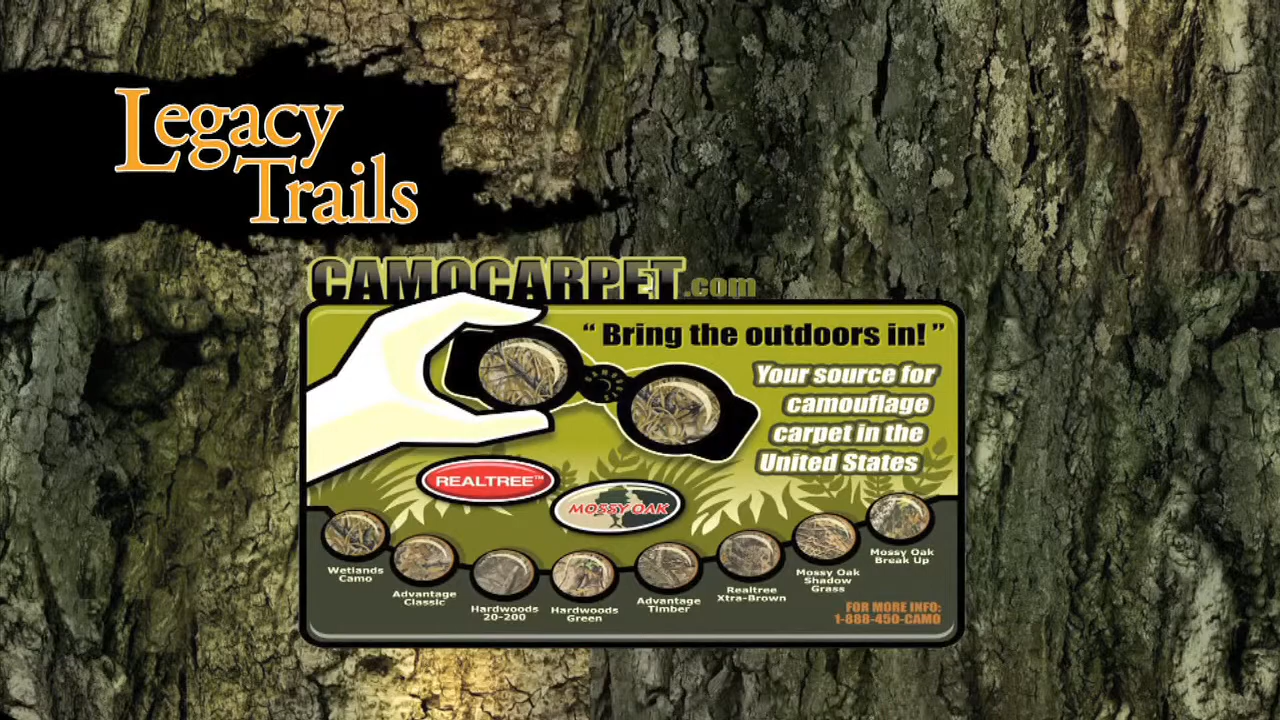 Legacy
Trails
CAMOCARPET.com
“ Bring the outdoors in! ”
Your source for
camouflage
carpet in the
United States
REALTREE™
MOSSY OAK
Wetlands
Camo
Advantage
Classic
Hardwoods
20-200
Hardwoods
Green
Advantage
Timber
Realtree
Xtra-Brown
Mossy Oak
Shadow
Grass
Mossy Oak
Break Up
FOR MORE INFO:
1-888-450-CAMO